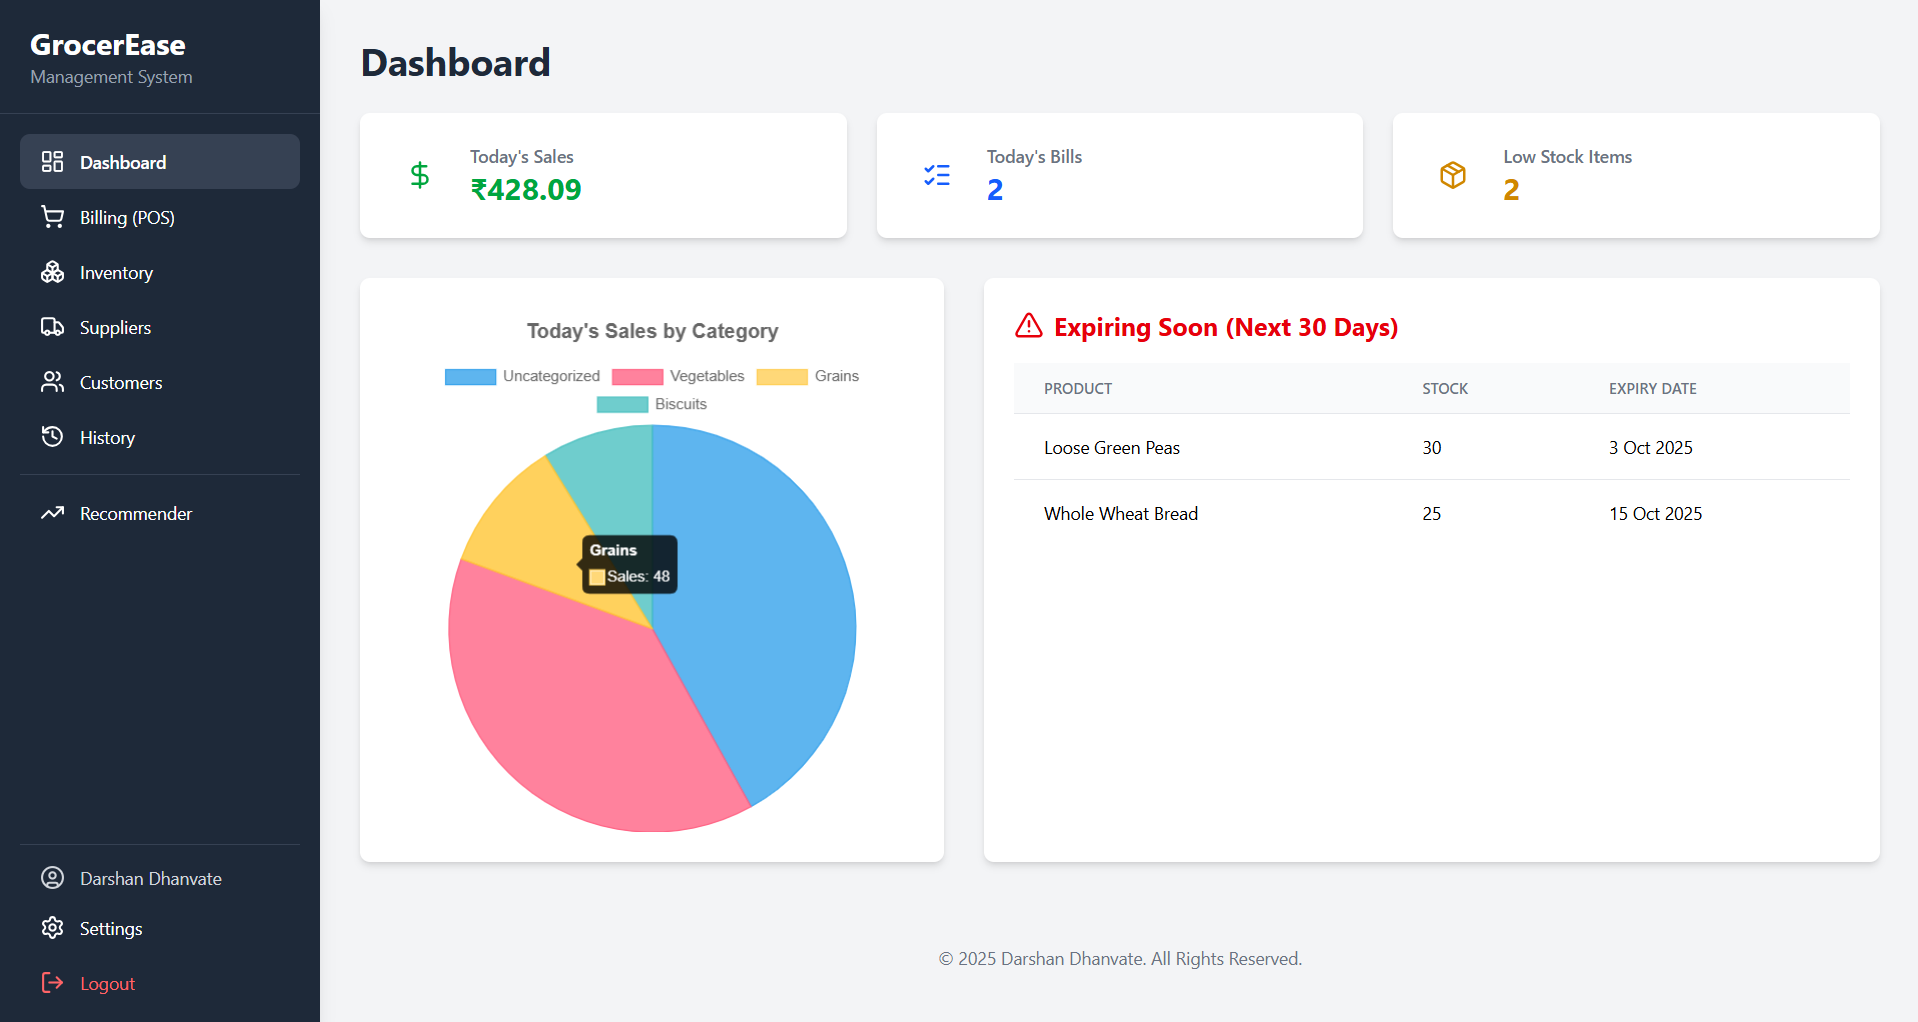 GrocerEase
Management System
Dashboard
Billing (POS)
Inventory
Suppliers
Customers
History
Recommender
Darshan Dhanvate
Settings
Logout
Dashboard
Today's Sales
₹428.09
Today's Bills
2
Low Stock Items
2
Today's Sales by Category
Uncategorized Vegetables Grains
Biscuits
Grains
Sales: 48
Expiring Soon (Next 30 Days)
PRODUCT STOCK EXPIRY DATE
Loose Green Peas 30 3 Oct 2025
Whole Wheat Bread 25 15 Oct 2025
© 2025 Darshan Dhanvate. All Rights Reserved.